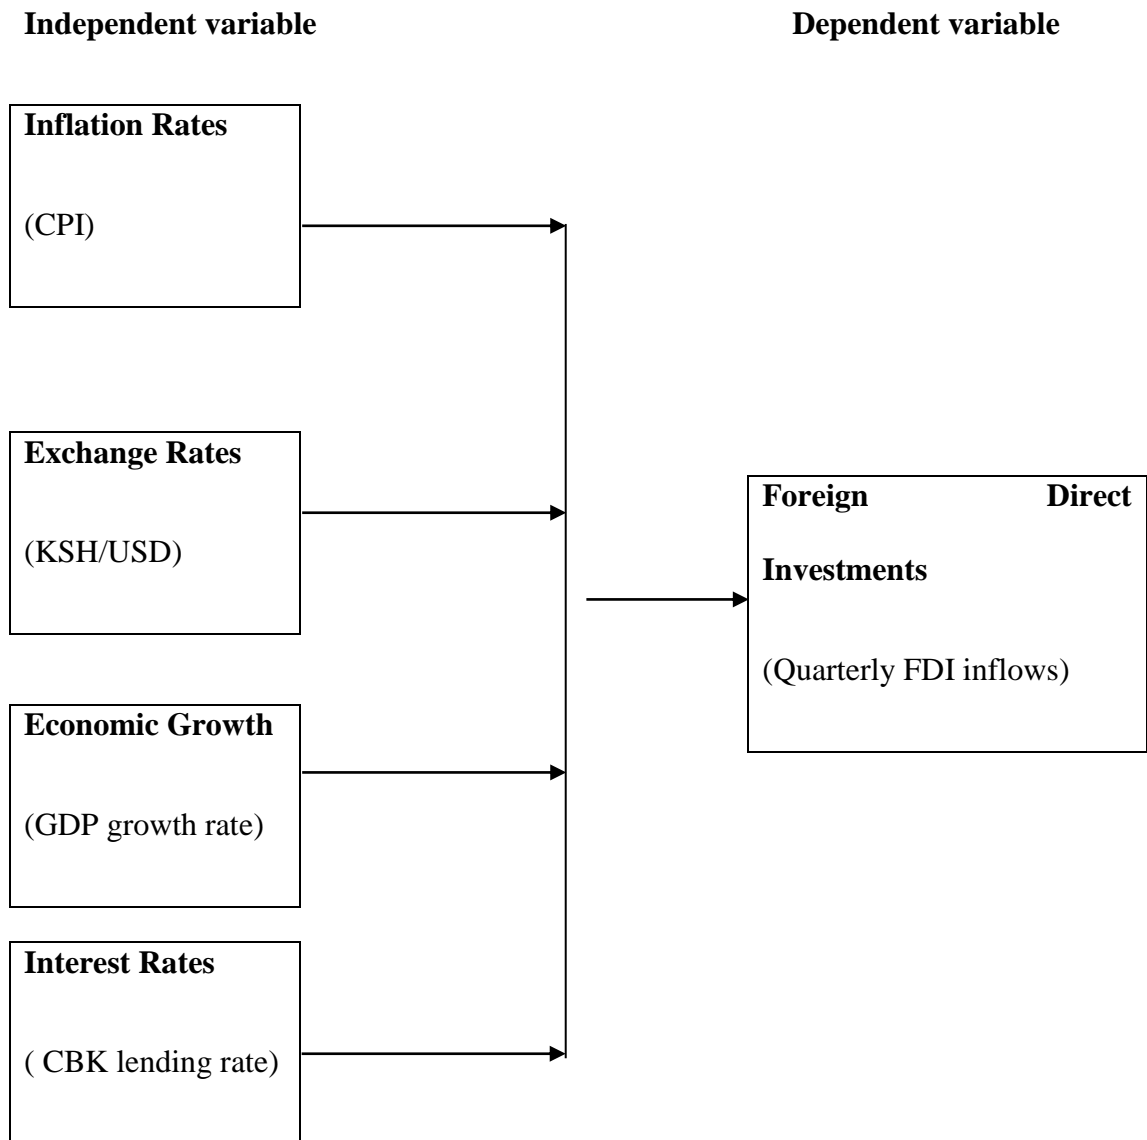 Independent variable
Dependent variable
Inflation Rates
(CPI)
Exchange Rates
(KSH/USD)
Foreign Direct
Investments
(Quarterly FDI inflows)
Economic Growth
(GDP growth rate)
Interest Rates
( CBK lending rate)